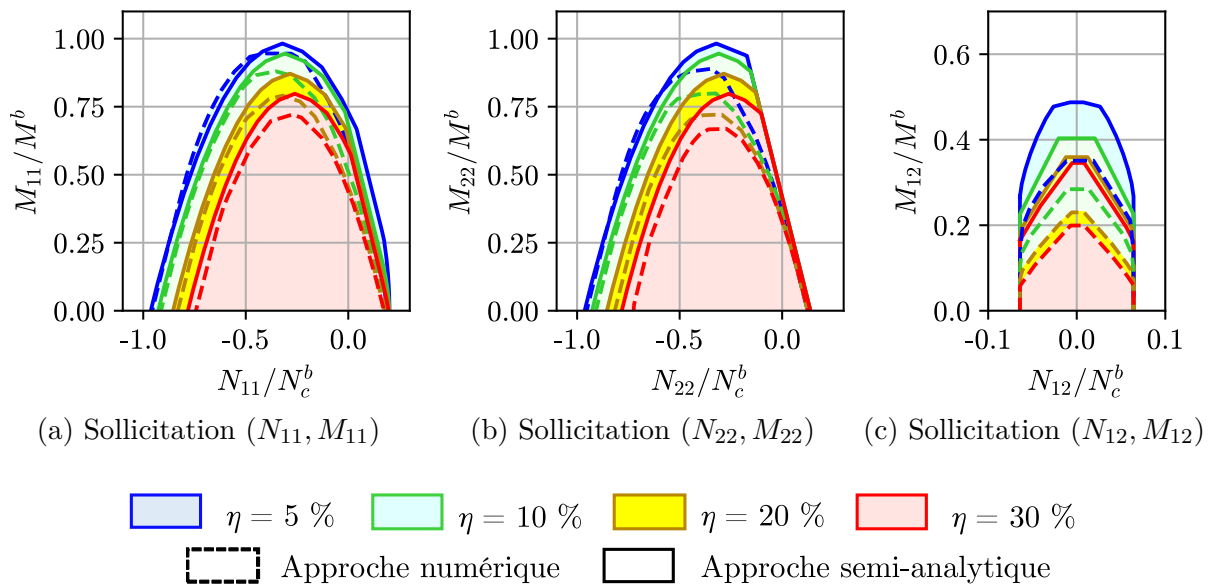 1.00
0.75
0.50
0.25
0.00
M₁₁/Mᵇ
-1.0 -0.5 0.0
N₁₁/N_c^b
(a) Sollicitation (N₁₁, M₁₁)
1.00
0.75
0.50
0.25
0.00
M₂₂/Mᵇ
-1.0 -0.5 0.0
N₂₂/N_c^b
(b) Sollicitation (N₂₂, M₂₂)
0.6
0.4
0.2
0.0
M₁₂/Mᵇ
-0.1 0.0 0.1
N₁₂/N_c^b
(c) Sollicitation (N₁₂, M₁₂)
η = 5 % η = 10 % η = 20 % η = 30 %
Approche numérique Approche semi-analytique